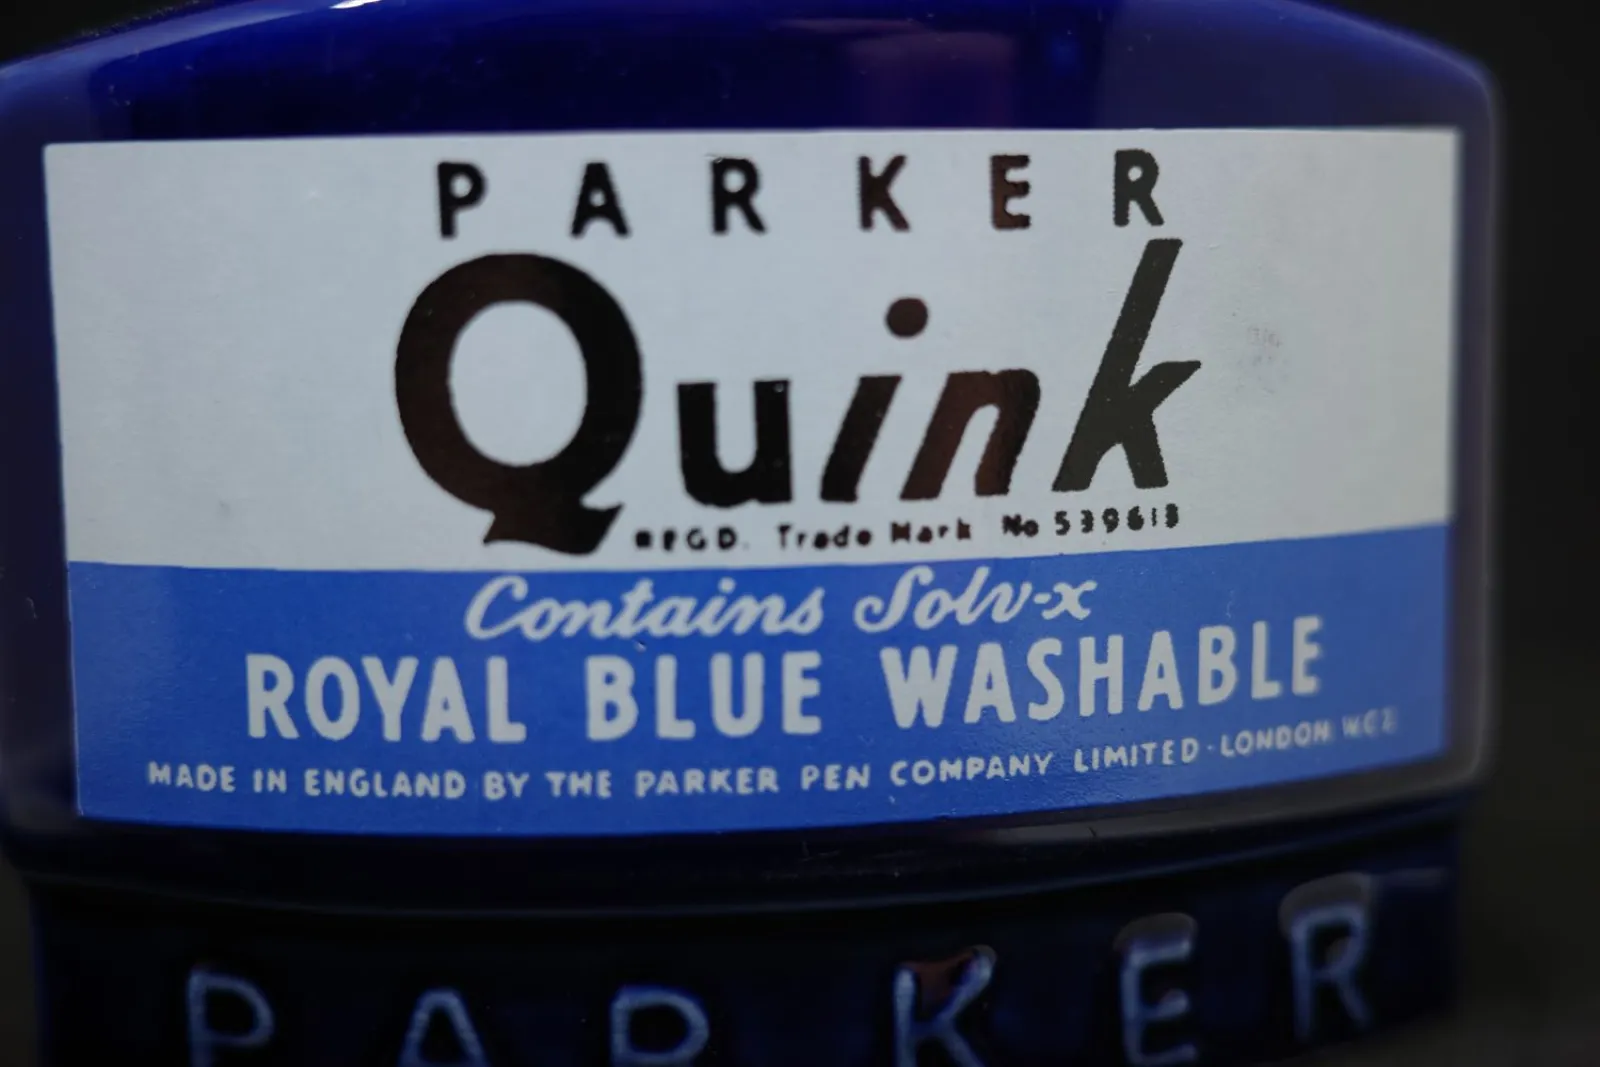 PARKER
Quink
REGD. Trade Mark No 539613
Contains Solv-x
ROYAL BLUE WASHABLE
MADE IN ENGLAND BY THE PARKER PEN COMPANY LIMITED · LONDON W.C.2
PARKER